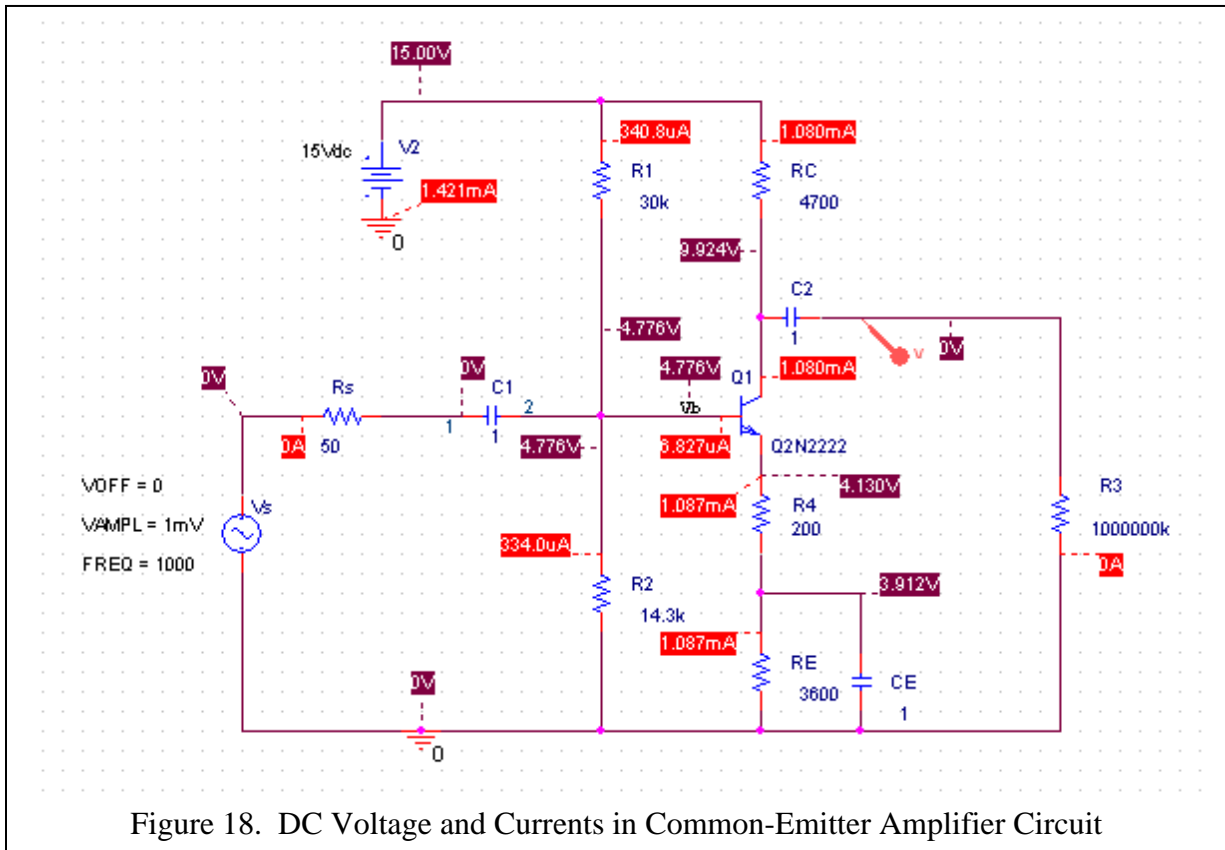 15.00V
340.8uA
1.080mA
15Vdc
V2
R1
RC
1.421mA
30k
4700
0
9.924V
C2
4.776V
1
0V
V
0V
0V
4.776V
Q1
1.080mA
Rs
C1
2
Vb
1
50
1
0A
4.776V
6.827uA
Q2N2222
VOFF = 0
4.130V
R3
Vs
1.087mA
R4
VAMPL = 1mV
200
1000000k
FREQ = 1000
334.0uA
0A
R2
3.912V
14.3k
1.087mA
RE
CE
3600
0V
1
0
Figure 18. DC Voltage and Currents in Common-Emitter Amplifier Circuit